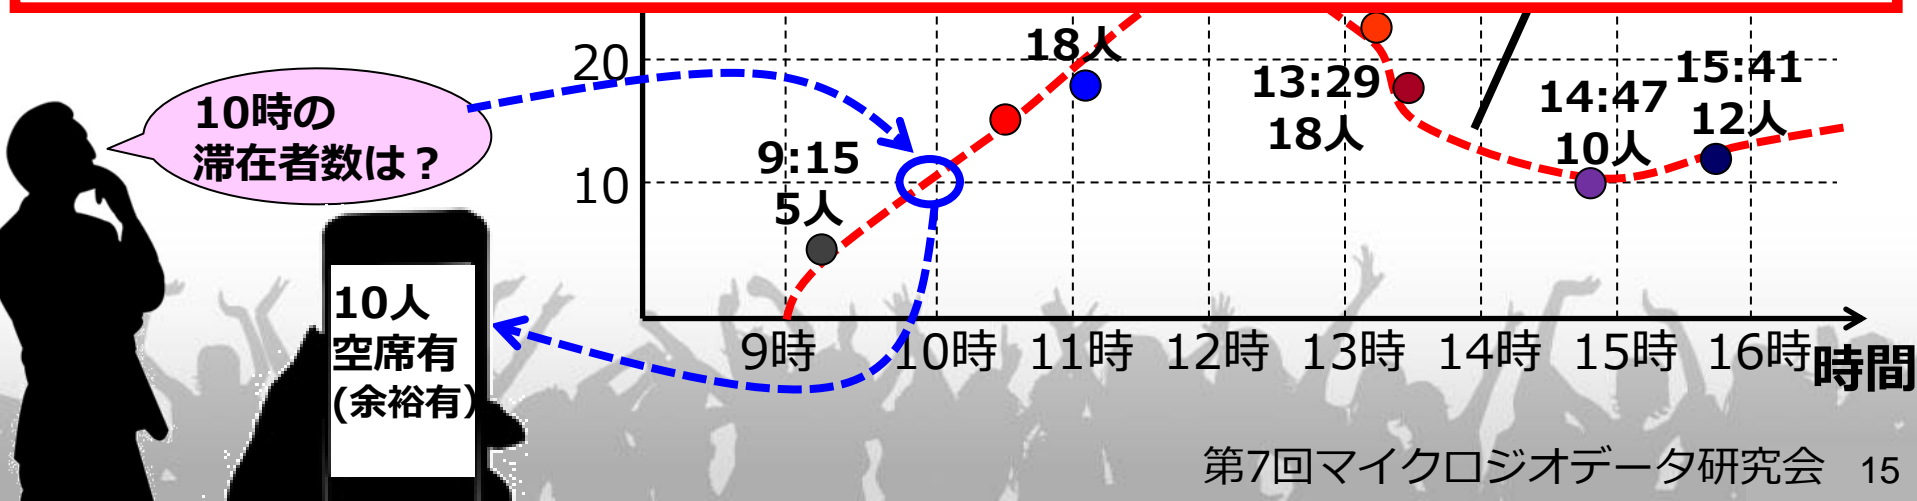 20
10
18人
13:29
18人
14:47
10人
15:41
12人
9:15
5人
10時の
滞在者数は？
10人
空席有
(余裕有)
9時 10時 11時 12時 13時 14時 15時 16時
時間
第7回マイクロジオデータ研究会 15